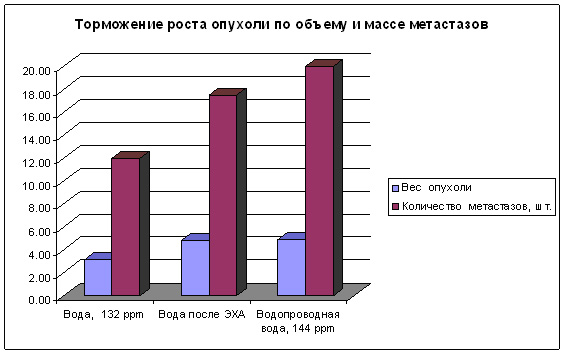 Торможение роста опухоли по объему и массе метастазов
20.00
18.00
16.00
14.00
12.00
10.00
8.00
6.00
4.00
2.00
0.00
Вода, 132 ppm
Вода после ЭХА
Водопроводная
вода, 144 ppm
Вес опухоли
Количество метастазов, шт.